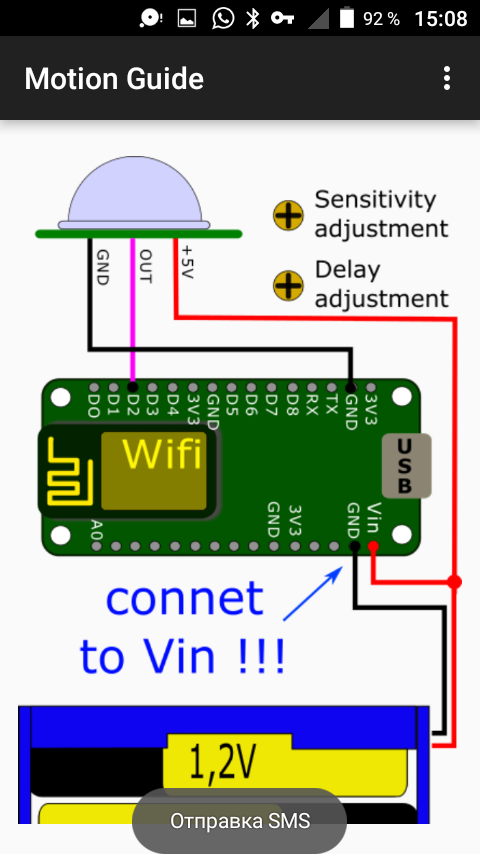 92 % 15:08
Motion Guide
Sensitivity
adjustment
Delay
adjustment
GND
OUT
+5V
D0
D1
D2
D3
D4
3V3
GND
D5
D6
D7
D8
RX
TX
GND
3V3
Wifi
USB
A0
GND
3V3
GND
Vin
connet
to Vin !!!
1,2V
Отправка SMS